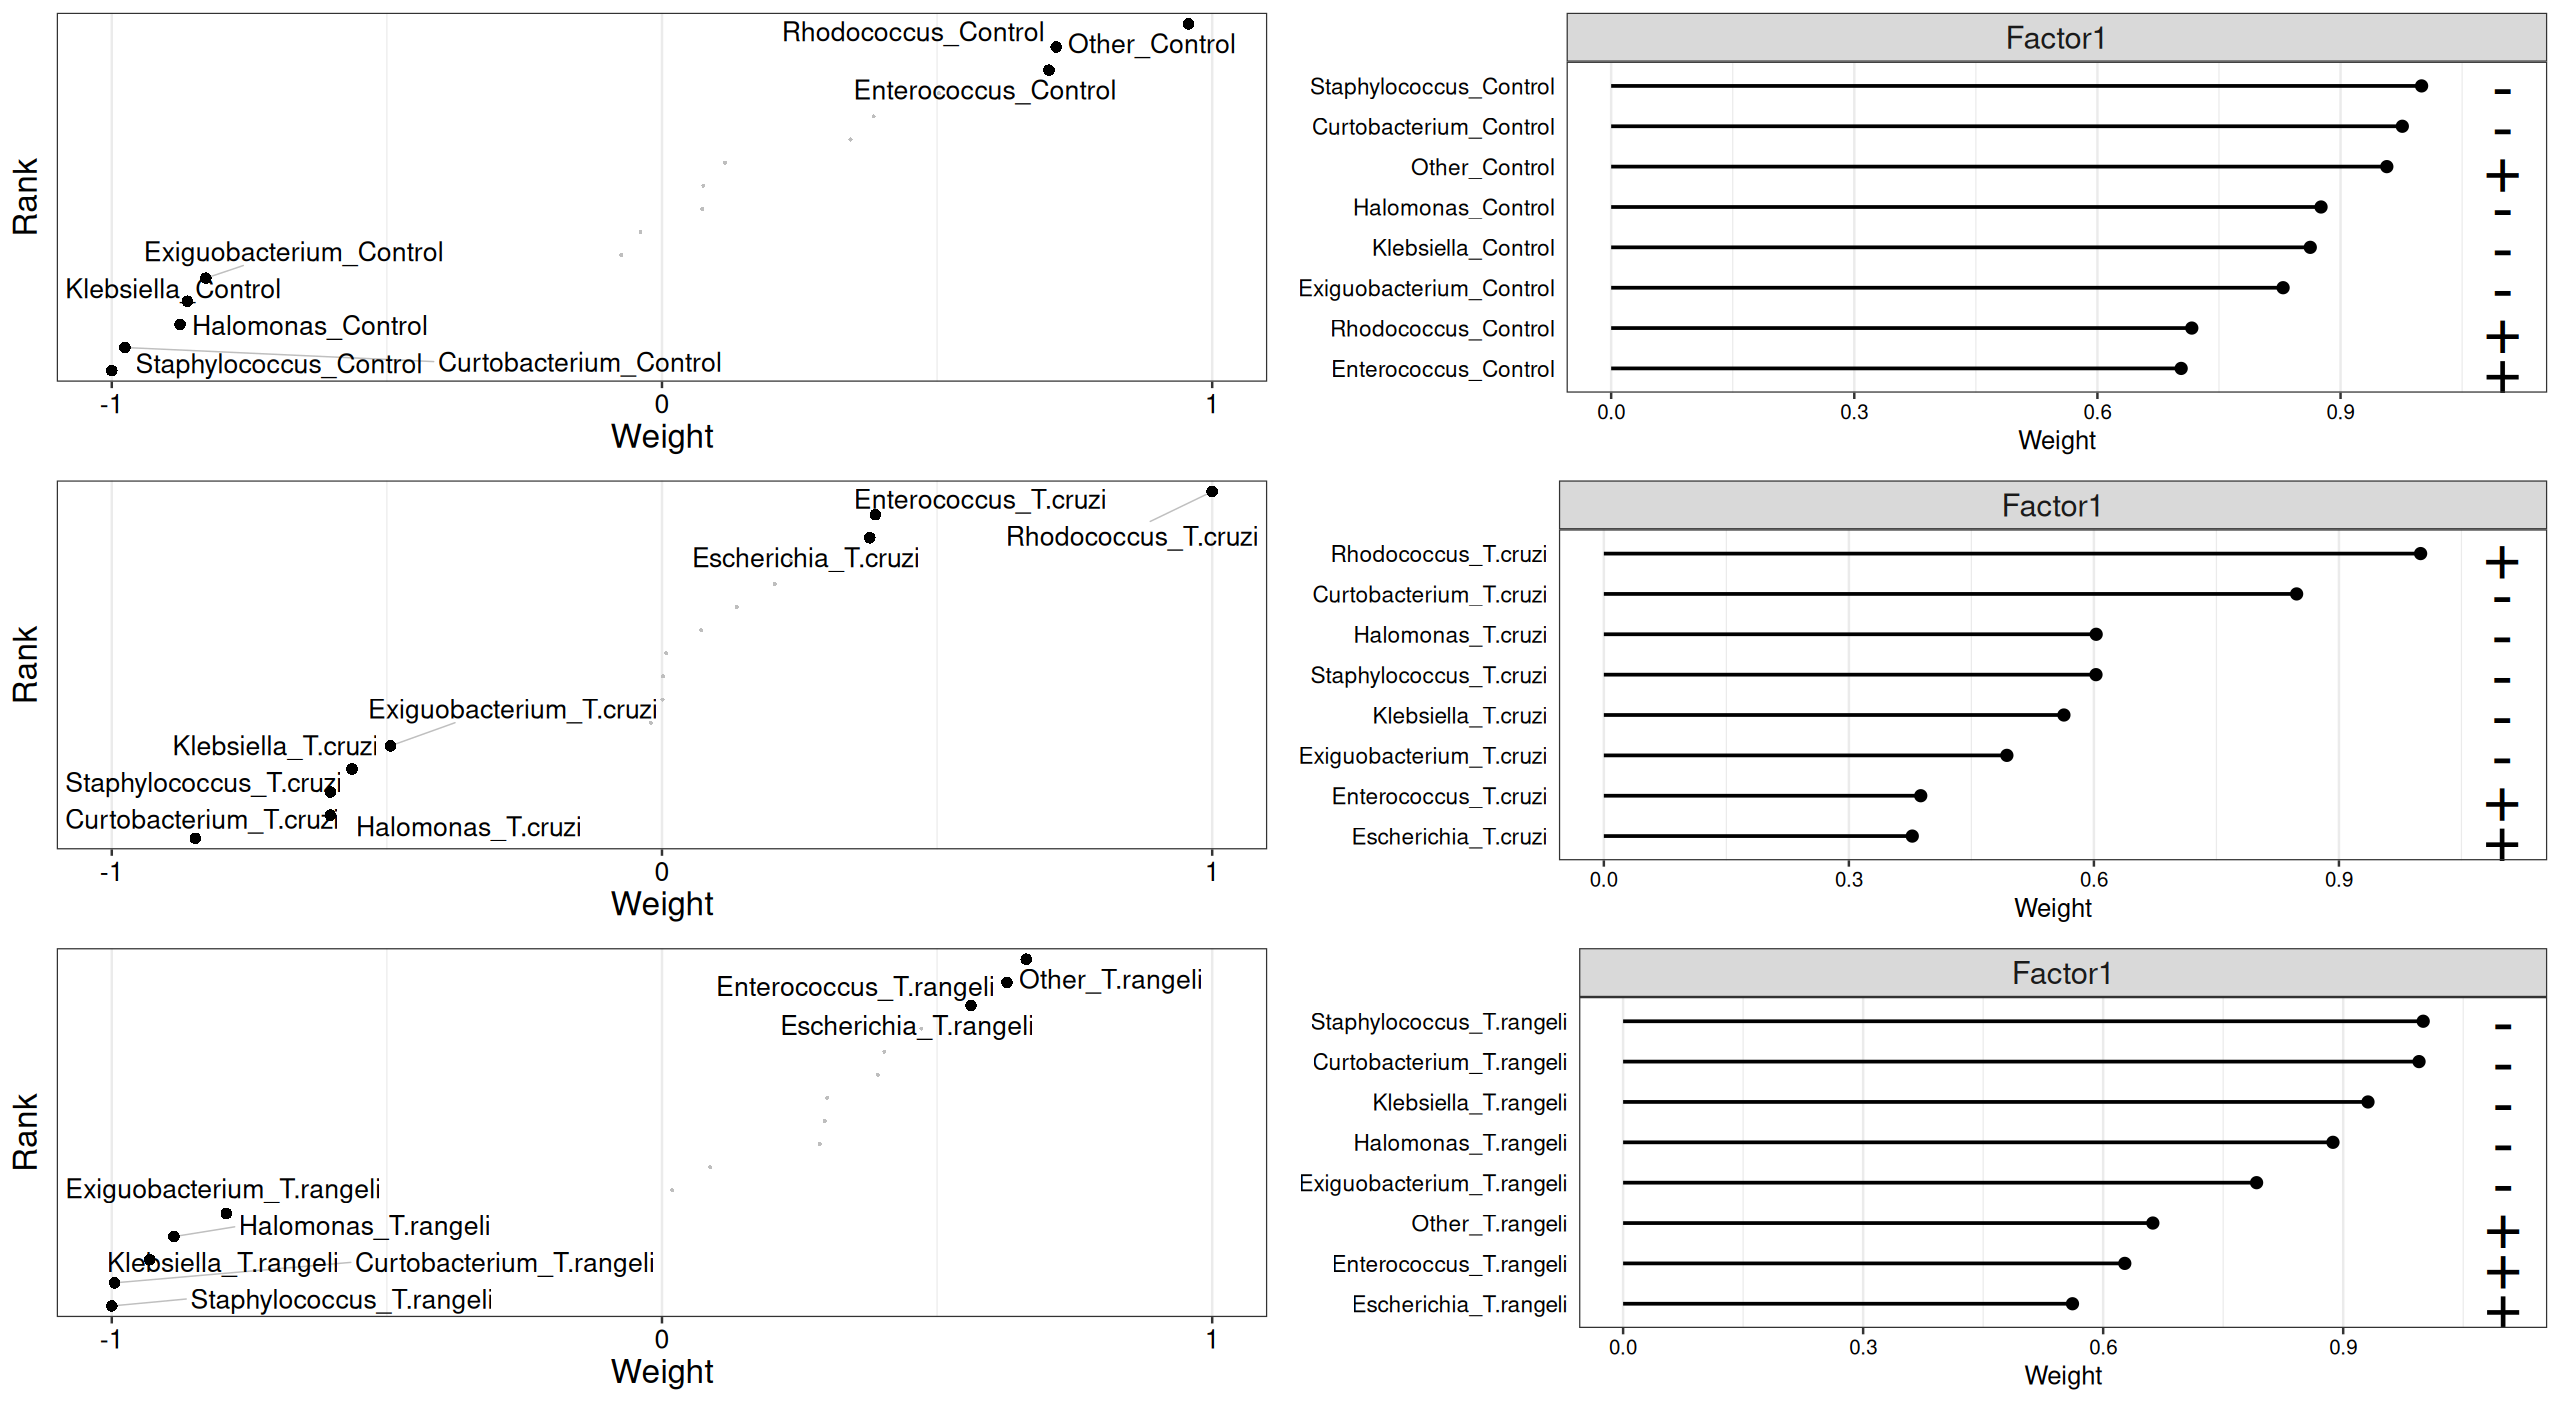 Rhodococcus_Control
Other_Control
Enterococcus_Control
Exiguobacterium_Control
Klebsiella_Control
Halomonas_Control
Staphylococcus_Control
Curtobacterium_Control
Rank
-1
0
1
Weight
Factor1
Staphylococcus_Control
-
Curtobacterium_Control
-
Other_Control
+
Halomonas_Control
-
Klebsiella_Control
-
Exiguobacterium_Control
-
Rhodococcus_Control
+
Enterococcus_Control
+
0.0
0.3
0.6
0.9
Weight
Enterococcus_T.cruzi
Rhodococcus_T.cruzi
Escherichia_T.cruzi
Exiguobacterium_T.cruzi
Klebsiella_T.cruzi
Staphylococcus_T.cruzi
Curtobacterium_T.cruzi
Halomonas_T.cruzi
Rank
-1
0
1
Weight
Factor1
Rhodococcus_T.cruzi
+
Curtobacterium_T.cruzi
-
Halomonas_T.cruzi
-
Staphylococcus_T.cruzi
-
Klebsiella_T.cruzi
-
Exiguobacterium_T.cruzi
-
Enterococcus_T.cruzi
+
Escherichia_T.cruzi
+
0.0
0.3
0.6
0.9
Weight
Enterococcus_T.rangeli
Other_T.rangeli
Escherichia_T.rangeli
Exiguobacterium_T.rangeli
Halomonas_T.rangeli
Klebsiella_T.rangeli
Curtobacterium_T.rangeli
Staphylococcus_T.rangeli
Rank
-1
0
1
Weight
Factor1
Staphylococcus_T.rangeli
-
Curtobacterium_T.rangeli
-
Klebsiella_T.rangeli
-
Halomonas_T.rangeli
-
Exiguobacterium_T.rangeli
-
Other_T.rangeli
+
Enterococcus_T.rangeli
+
Escherichia_T.rangeli
+
0.0
0.3
0.6
0.9
Weight